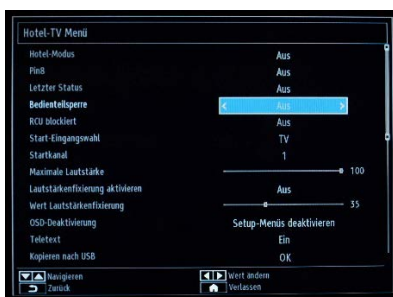 Hotel-TV Menü
Hotel-Modus Aus
Pin8 Aus
Letzter Status Aus
Bedienteilsperre Aus
RCU blockiert Aus
Start-Eingangswahl TV
Startkanal 1
Maximale Lautstärke 100
Lautstärkenfixierung aktivieren Aus
Wert Lautstärkenfixierung 35
OSD-Deaktivierung Setup-Menüs deaktivieren
Teletext Ein
Kopieren nach USB OK
Navigieren Wert ändern
Zurück Verlassen